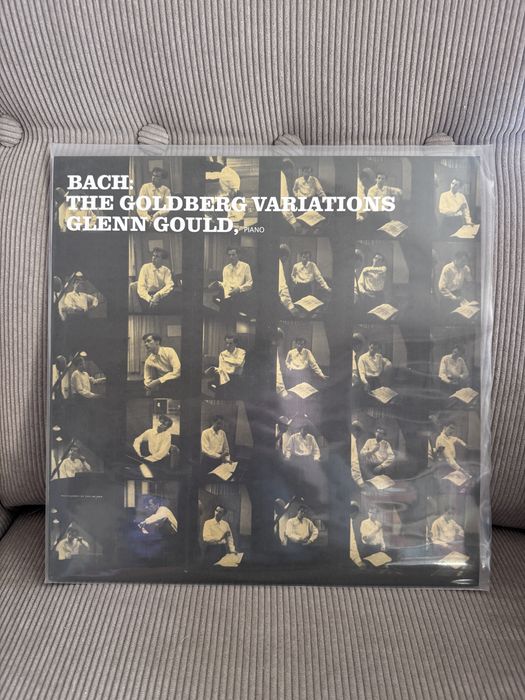 BACH:
THE GOLDBERG VARIATIONS
GLENN GOULD, PIANO